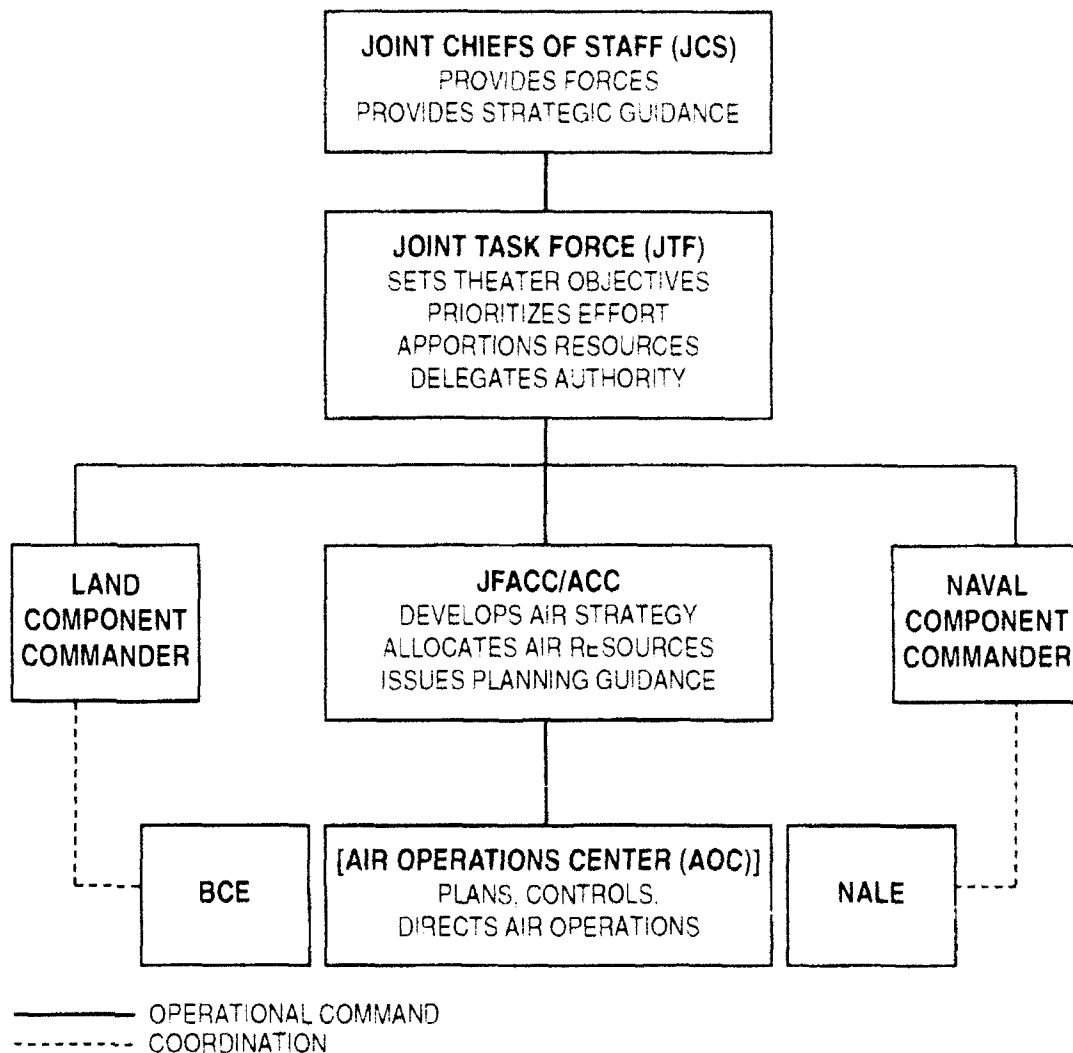 JOINT CHIEFS OF STAFF (JCS)
PROVIDES FORCES
PROVIDES STRATEGIC GUIDANCE
JOINT TASK FORCE (JTF)
SETS THEATER OBJECTIVES
PRIORITIZES EFFORT
APPORTIONS RESOURCES
DELEGATES AUTHORITY
LAND
COMPONENT
COMMANDER
JFACC/ACC
DEVELOPS AIR STRATEGY
ALLOCATES AIR RESOURCES
ISSUES PLANNING GUIDANCE
NAVAL
COMPONENT
COMMANDER
BCE
[AIR OPERATIONS CENTER (AOC)]
PLANS, CONTROLS,
DIRECTS AIR OPERATIONS
NALE
OPERATIONAL COMMAND
COORDINATION